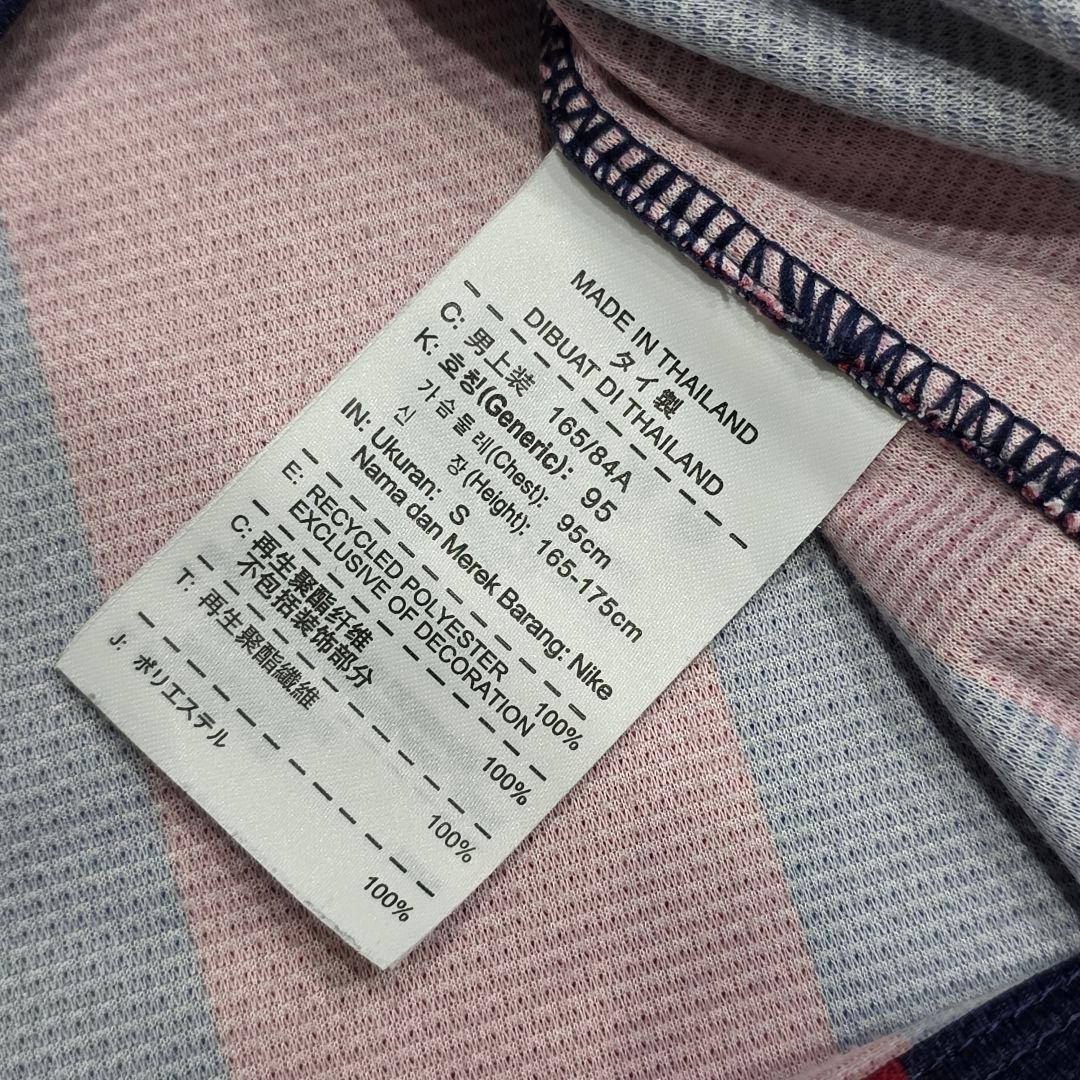 MADE IN THAILAND
タイ製
DIBUAT DI THAILAND
C: 男上装 165/84A
K: 호칭(Generic): 95
가슴둘레(Chest): 95cm
신 장(Height): 165-175cm
IN: Ukuran: S
Nama dan Merek Barang: Nike
E: RECYCLED POLYESTER 100%
EXCLUSIVE OF DECORATION
C: 再生聚酯纤维 100%
不包括装饰部分
T: 再生聚酯纖維 100%
J: ポリエステル 100%